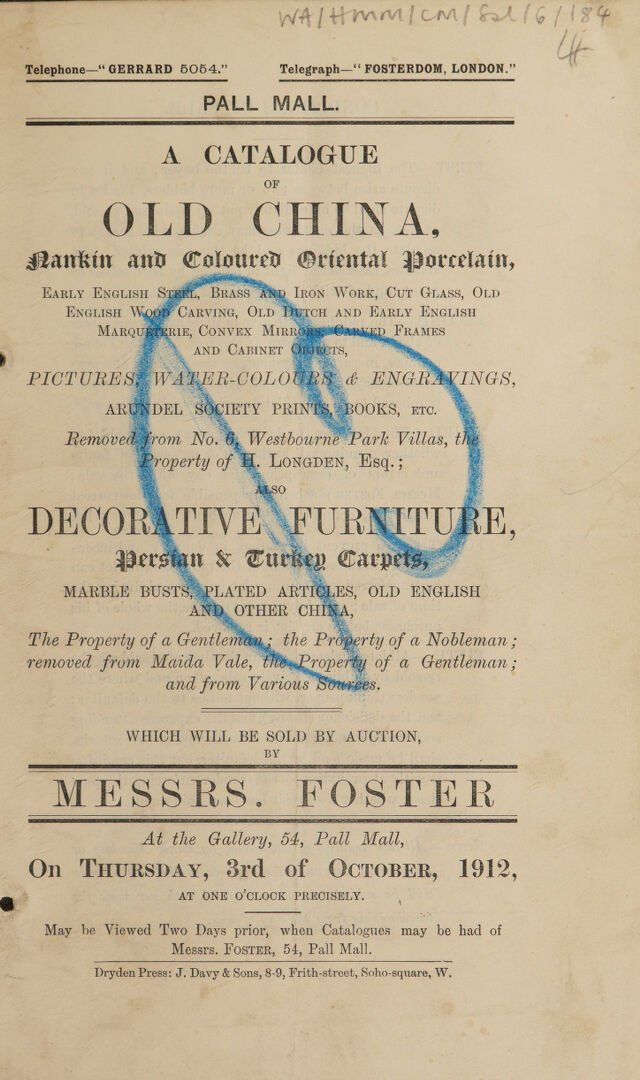 WA/HMM/CM/Sal/6/184
Telephone—"GERRARD 5054."
Telegraph—"FOSTERDOM, LONDON."
PALL MALL.
A CATALOGUE
OF
OLD CHINA,
Nankin and Coloured Oriental Porcelain,
EARLY ENGLISH STEEL, BRASS AND IRON WORK, CUT GLASS, OLD
ENGLISH WOOD CARVING, OLD DUTCH AND EARLY ENGLISH
MARQUETERIE, CONVEX MIRRORS, CARVED FRAMES
AND CABINET OBJECTS,
PICTURES, WATER-COLOURS & ENGRAVINGS,
ARUNDEL SOCIETY PRINTS, BOOKS, ETC.
Removed from No. 6, Westbourne Park Villas, the
Property of H. LONGDEN, Esq.;
ALSO
DECORATIVE FURNITURE,
Persian & Turkey Carpets,
MARBLE BUSTS, PLATED ARTICLES, OLD ENGLISH
AND OTHER CHINA,
The Property of a Gentleman; the Property of a Nobleman;
removed from Maida Vale, the Property of a Gentleman;
and from Various Sources.
WHICH WILL BE SOLD BY AUCTION,
BY
MESSRS. FOSTER
At the Gallery, 54, Pall Mall,
On THURSDAY, 3rd of OCTOBER, 1912,
AT ONE O'CLOCK PRECISELY.
May be Viewed Two Days prior, when Catalogues may be had of
Messrs. FOSTER, 54, Pall Mall.
Dryden Press: J. Davy & Sons, 8-9, Frith-street, Soho-square, W.